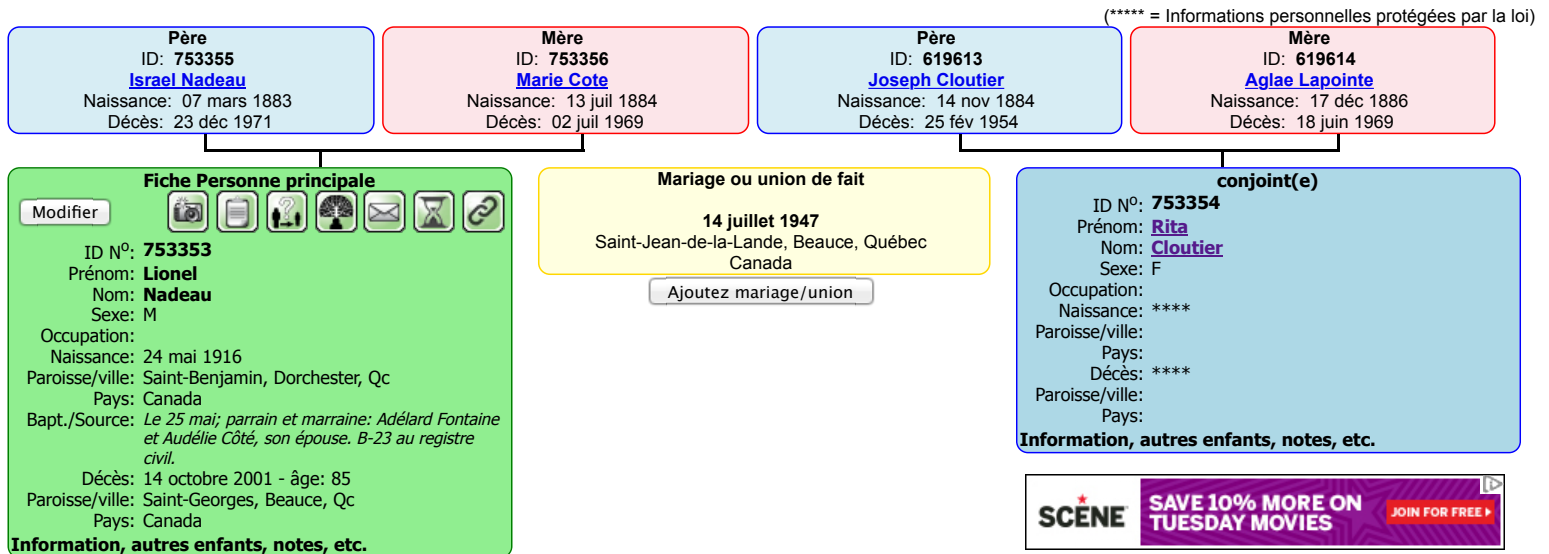 (***** = Informations personnelles protégées par la loi)
Père
ID: 753355
Israel Nadeau
Naissance: 07 mars 1883
Décès: 23 déc 1971
Mère
ID: 753356
Marie Cote
Naissance: 13 juil 1884
Décès: 02 juil 1969
Père
ID: 619613
Joseph Cloutier
Naissance: 14 nov 1884
Décès: 25 fév 1954
Mère
ID: 619614
Aglae Lapointe
Naissance: 17 déc 1886
Décès: 18 juin 1969
Fiche Personne principale
Modifier
ID Nº: 753353
Prénom: Lionel
Nom: Nadeau
Sexe: M
Occupation:
Naissance: 24 mai 1916
Paroisse/ville: Saint-Benjamin, Dorchester, Qc
Pays: Canada
Bapt./Source: Le 25 mai; parrain et marraine: Adélard Fontaine
et Audélie Côté, son épouse. B-23 au registre
civil.
Décès: 14 octobre 2001 - âge: 85
Paroisse/ville: Saint-Georges, Beauce, Qc
Pays: Canada
Information, autres enfants, notes, etc.
Mariage ou union de fait
14 juillet 1947
Saint-Jean-de-la-Lande, Beauce, Québec
Canada
Ajoutez mariage/union
conjoint(e)
ID Nº: 753354
Prénom: Rita
Nom: Cloutier
Sexe: F
Occupation:
Naissance: ****
Paroisse/ville:
Pays:
Décès: ****
Paroisse/ville:
Pays:
Information, autres enfants, notes, etc.
SCÈNE
SAVE 10% MORE ON
TUESDAY MOVIES
JOIN FOR FREE